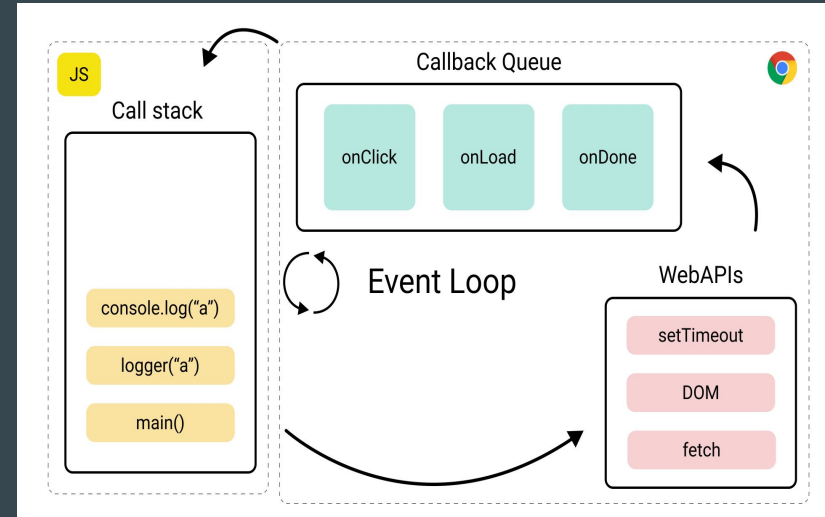 JS
Call stack
console.log(“a”)
logger(“a”)
main()
Callback Queue
onClick
onLoad
onDone
Event Loop
WebAPIs
setTimeout
DOM
fetch